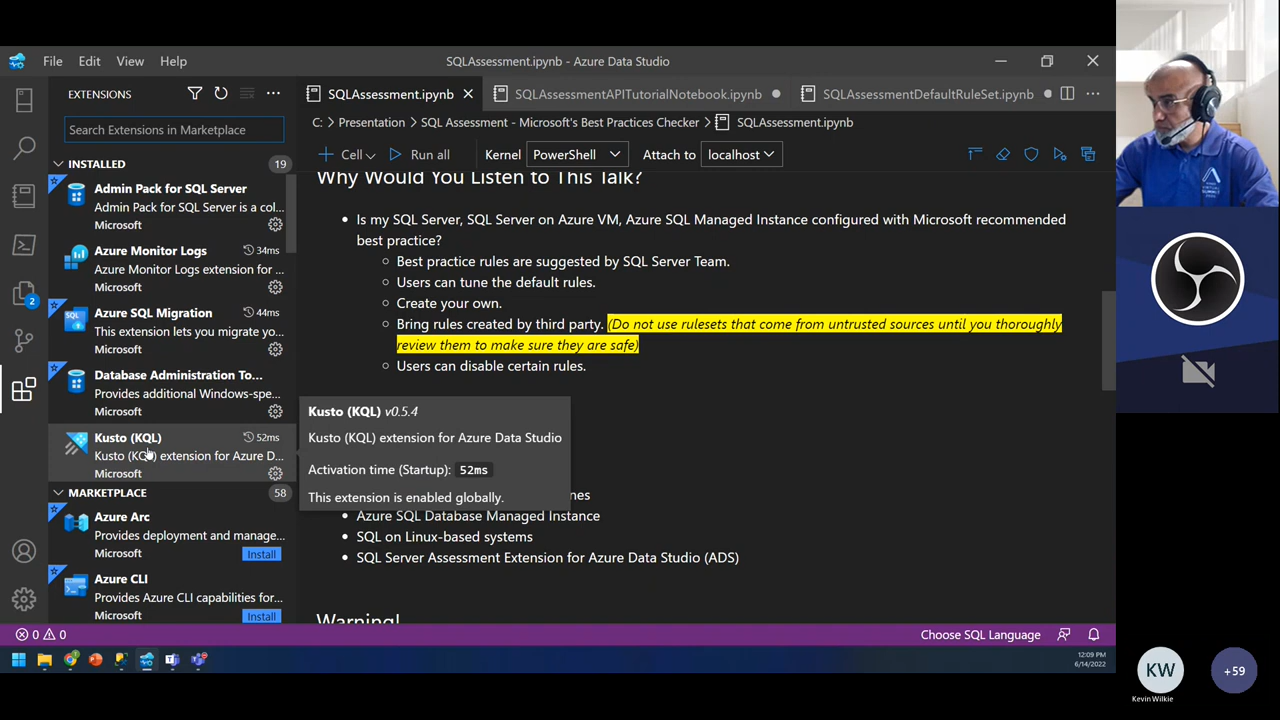 File Edit View Help
SQLAssessment.ipynb - Azure Data Studio
EXTENSIONS
Search Extensions in Marketplace
INSTALLED 19
Admin Pack for SQL Server
Admin Pack for SQL Server is a col...
Microsoft
Azure Monitor Logs 34ms
Azure Monitor Logs extension for ...
Microsoft
SQL
Azure SQL Migration 44ms
This extension lets you migrate yo...
Microsoft
Database Administration To...
Provides additional Windows-spe...
Microsoft
Kusto (KQL) 52ms
Kusto (KQL) extension for Azure D...
Microsoft
MARKETPLACE 58
Azure Arc
Provides deployment and manage...
Microsoft Install
Azure CLI
Provides Azure CLI capabilities for...
Microsoft Install
2
SQLAssessment.ipynb SQLAssessmentAPITutorialNotebook.ipynb SQLAssessmentDefaultRuleSet.ipynb
C: > Presentation > SQL Assessment - Microsoft's Best Practices Checker > SQLAssessment.ipynb
Cell Run all Kernel PowerShell Attach to localhost
Why Would You Listen to This Talk?
Is my SQL Server, SQL Server on Azure VM, Azure SQL Managed Instance configured with Microsoft recommended
best practice?
Best practice rules are suggested by SQL Server Team.
Users can tune the default rules.
Create your own.
Bring rules created by third party. (Do not use rulesets that come from untrusted sources until you thoroughly
review them to make sure they are safe)
Users can disable certain rules.
Kusto (KQL) v0.5.4
Kusto (KQL) extension for Azure Data Studio
Activation time (Startup): 52ms
This extension is enabled globally.
Azure SQL Database Managed Instance
SQL on Linux-based systems
SQL Server Assessment Extension for Azure Data Studio (ADS)
Warning!
0 0
Choose SQL Language
12:09 PM
6/14/2022
KW
Kevin Wilkie
+59